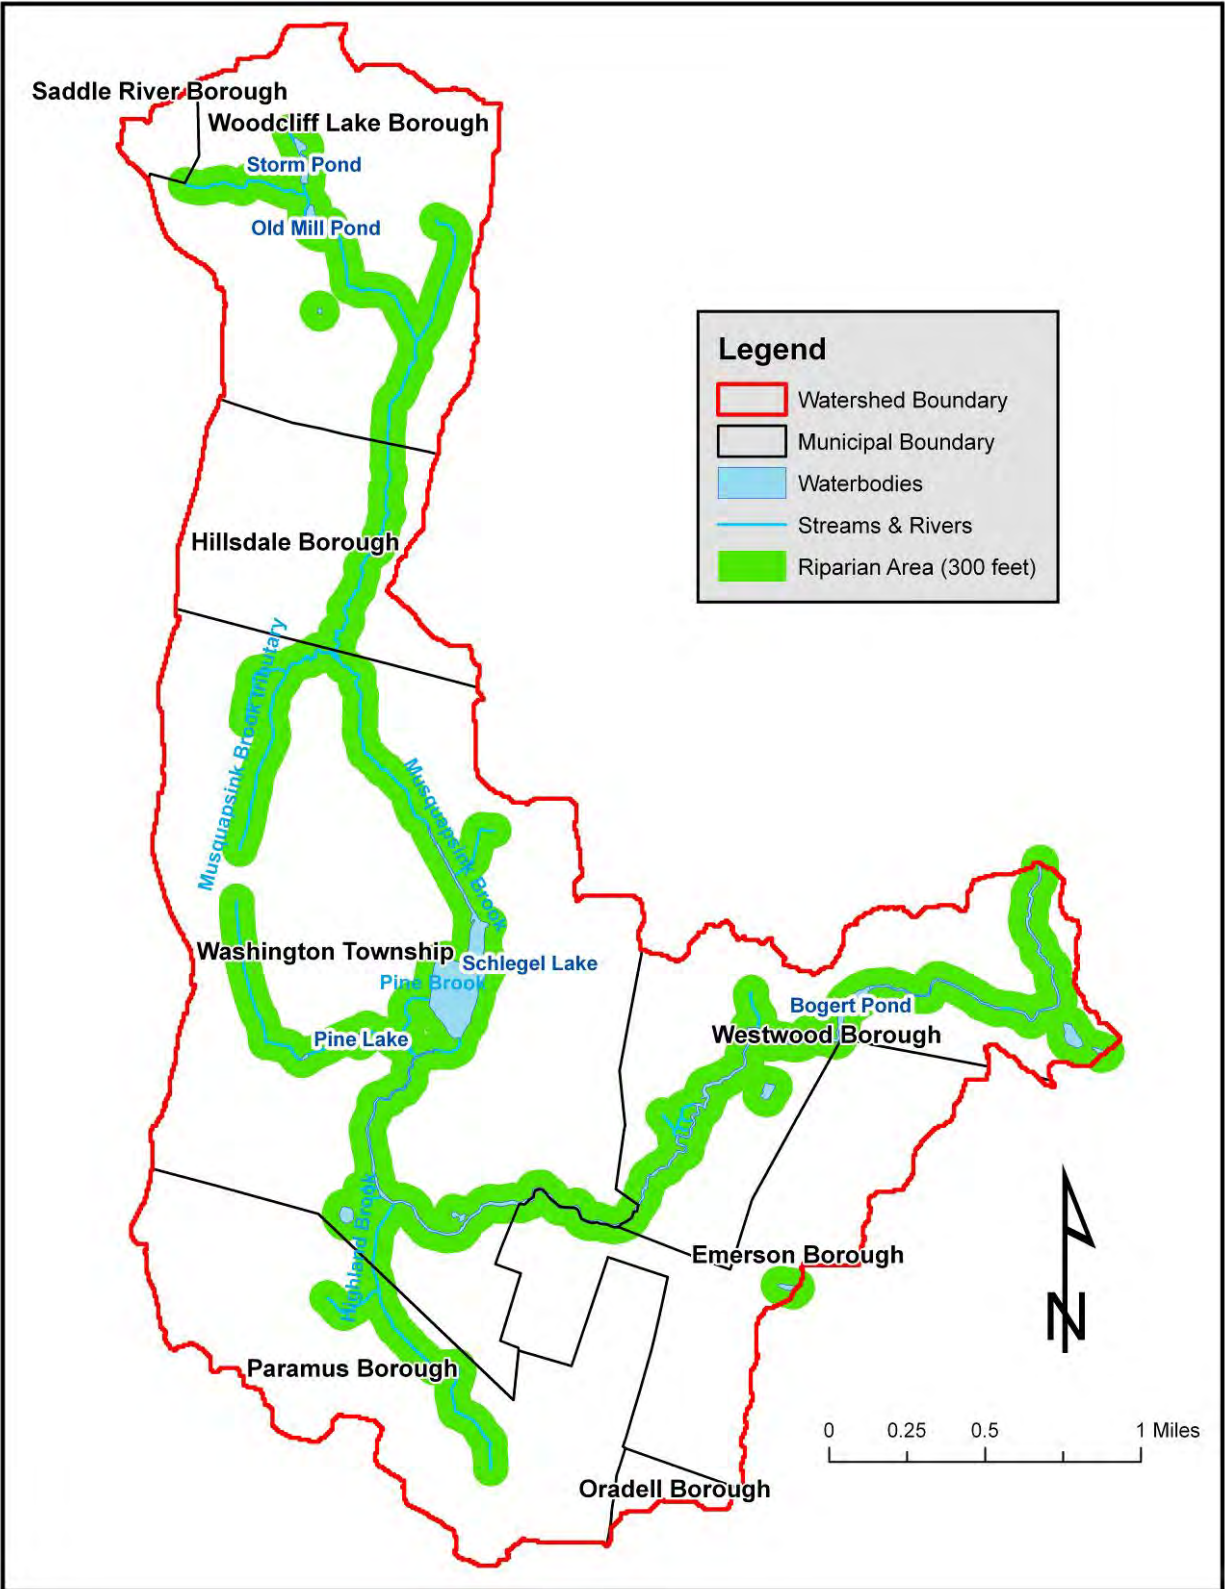 Saddle River Borough
Woodcliff Lake Borough
Storm Pond
Old Mill Pond
Legend
Watershed Boundary
Municipal Boundary
Waterbodies
Streams & Rivers
Riparian Area (300 feet)
Hillsdale Borough
Musquapsink Brook tributary
Musquapsink Brook
Washington Township
Schlegel Lake
Pine Brook
Pine Lake
Bogert Pond
Westwood Borough
Highland Brook
Emerson Borough
N
Paramus Borough
0 0.25 0.5 1 Miles
Oradell Borough